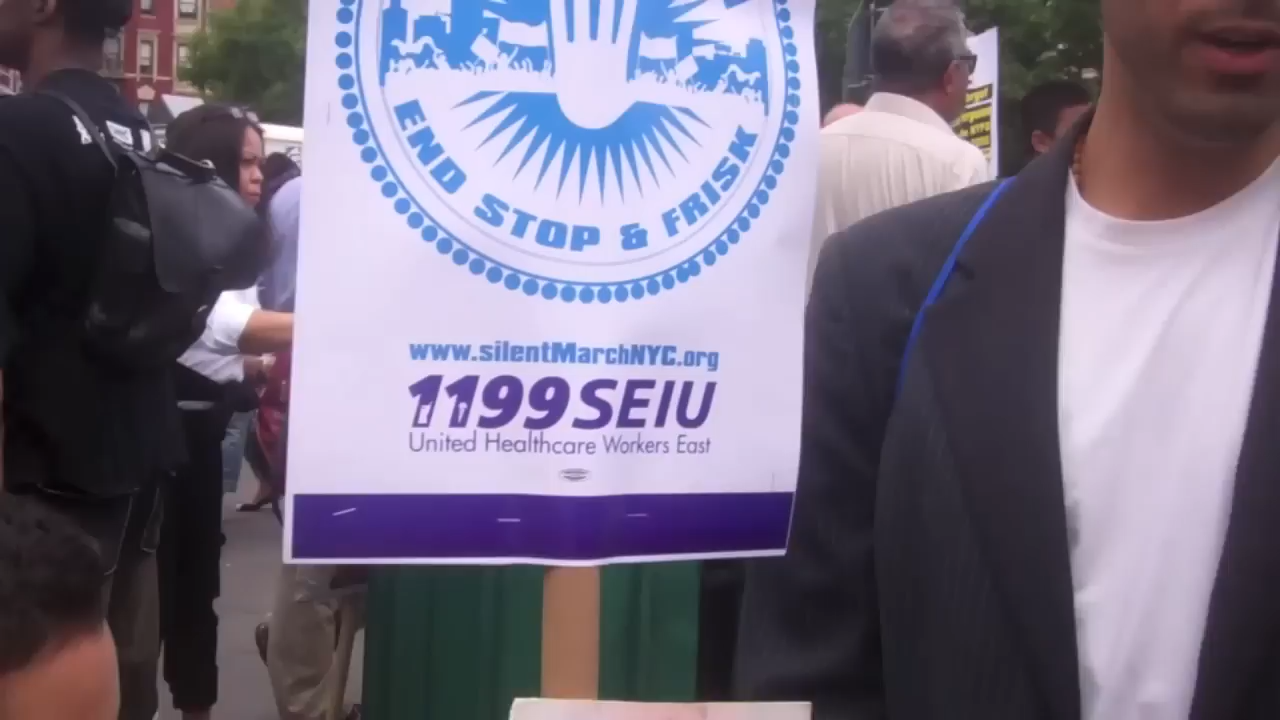 END STOP & FRISK
www.silentMarchNYC.org
1199SEIU
United Healthcare Workers East